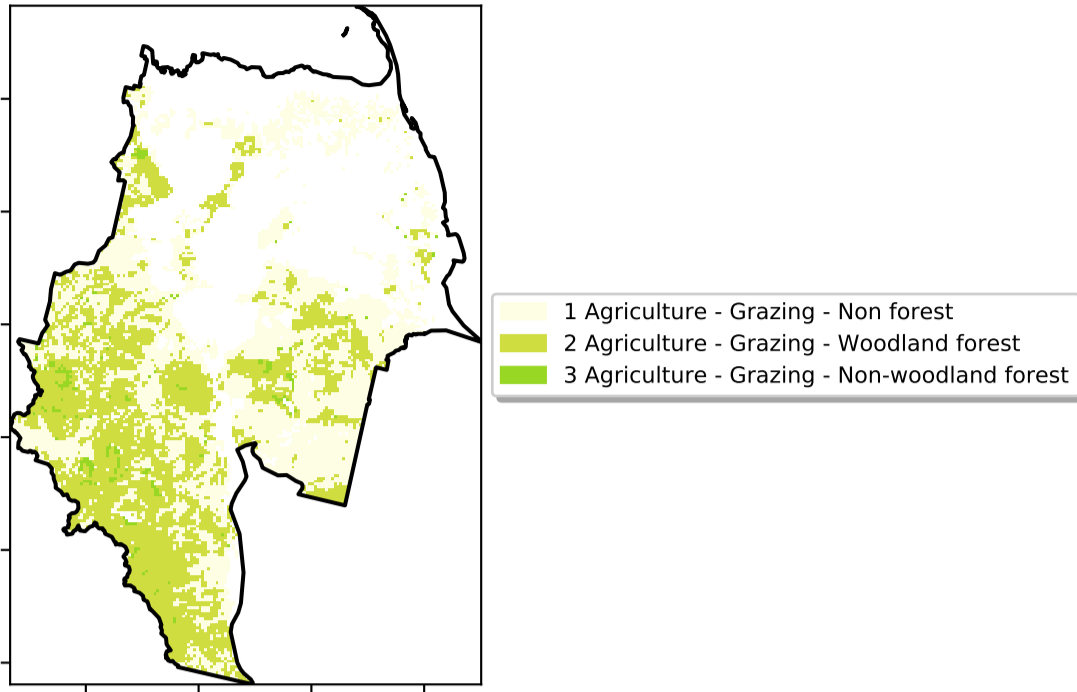 1 Agriculture - Grazing - Non forest
2 Agriculture - Grazing - Woodland forest
3 Agriculture - Grazing - Non-woodland forest